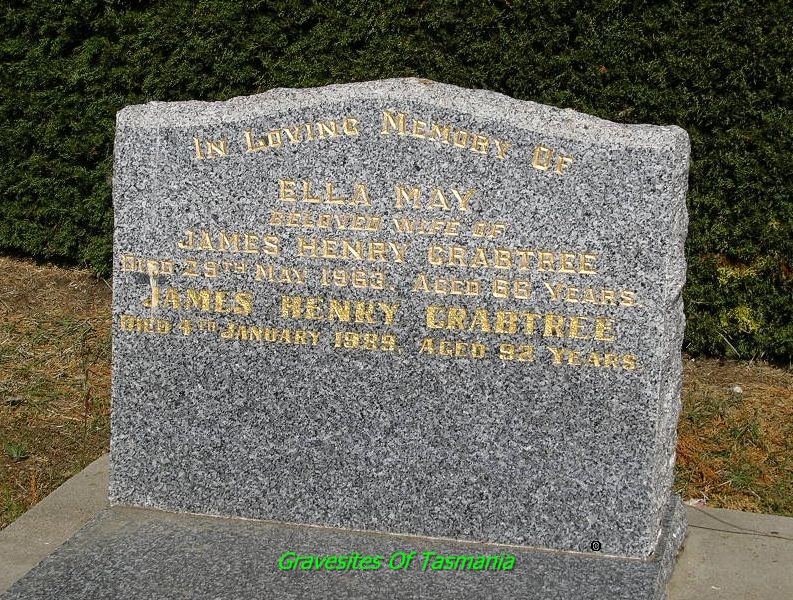 In Loving Memory Of
ELLA MAY
BELOVED WIFE OF
JAMES HENRY CRABTREE
Died 29th May 1963. Aged 66 Years.
JAMES HENRY CRABTREE
Died 4th January 1989. Aged 92 Years.
Gravesites Of Tasmania